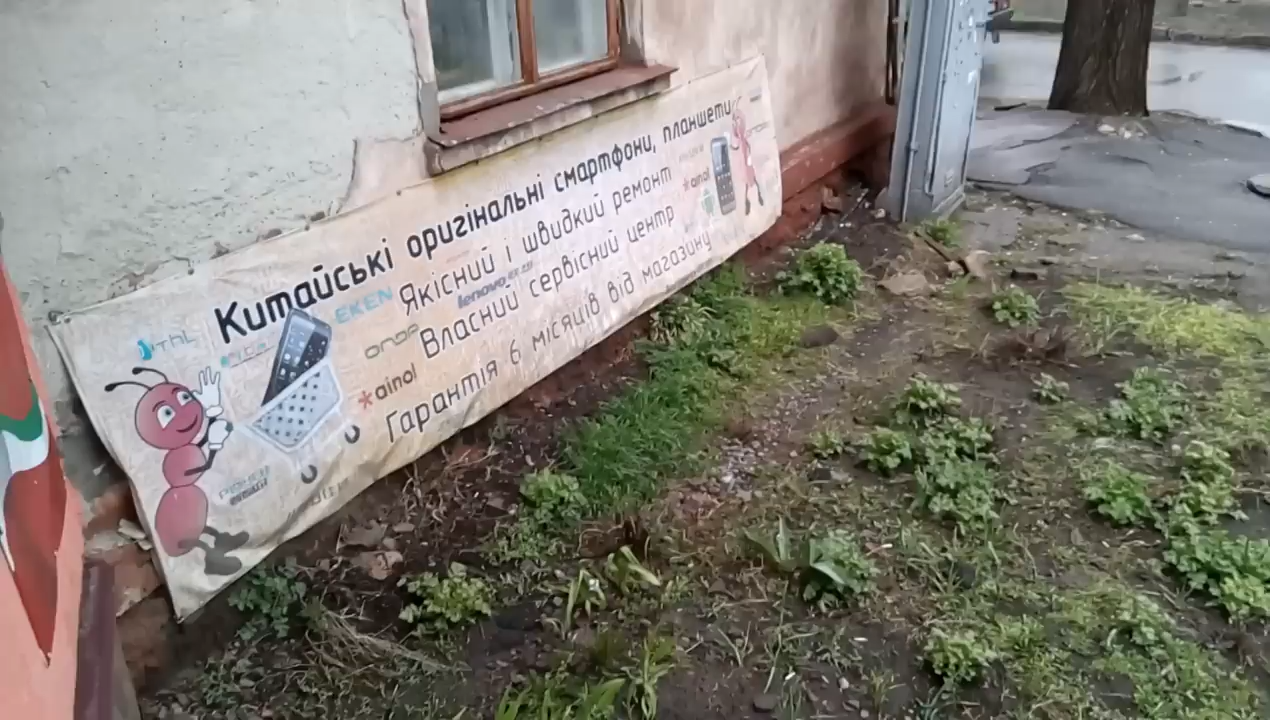 Китайські оригінальні смартфони, планшети
Якісний і швидкий ремонт
Власний сервісний центр
Гарантія 6 місяців від магазину
THL
EKEN
lenovo
ONDA
*ainol
*ainol